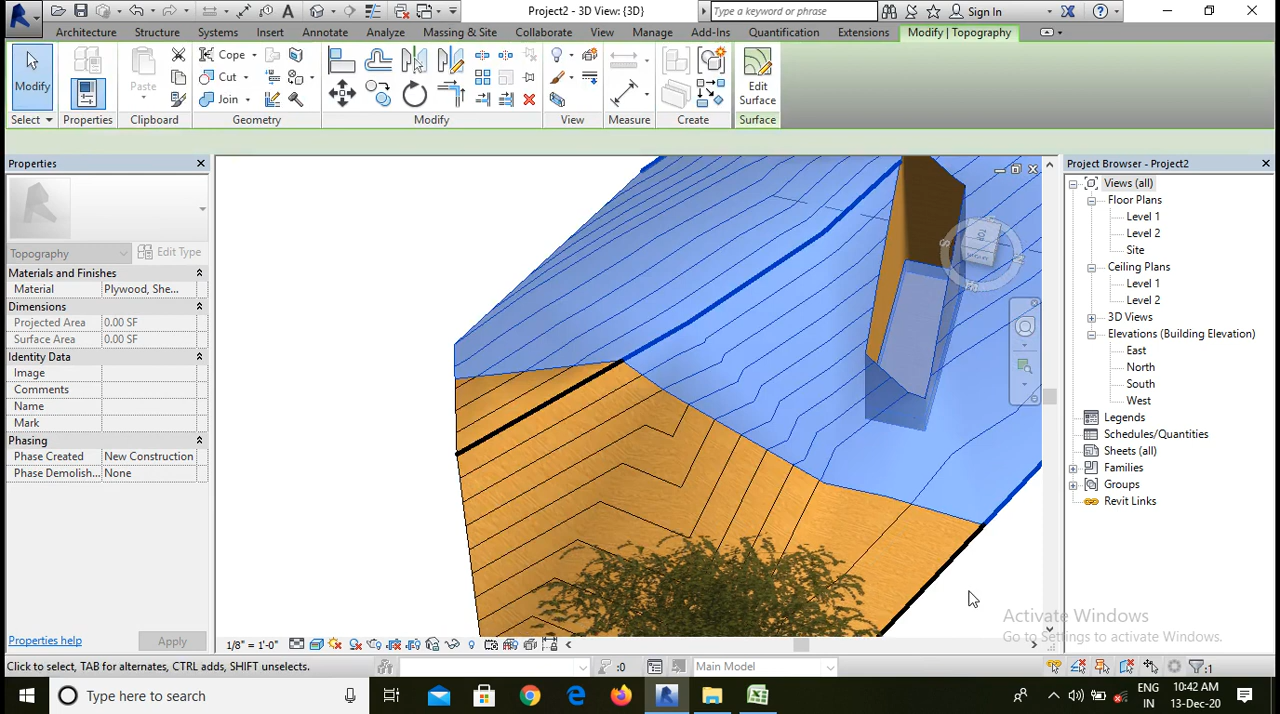 Project2 - 3D View: {3D}
Type a keyword or phrase
Sign In
Architecture Structure Systems Insert Annotate Analyze Massing & Site Collaborate View Manage Add-Ins Quantification Extensions Modify | Topography
Modify
Paste
Cope
Cut
Join
Edit
Surface
Select Properties Clipboard Geometry Modify View Measure Create Surface
Properties
Topography
Edit Type
Materials and Finishes
Material Plywood, She...
Dimensions
Projected Area 0.00 SF
Surface Area 0.00 SF
Identity Data
Image
Comments
Name
Mark
Phasing
Phase Created New Construction
Phase Demolish... None
Properties help
Apply
Project Browser - Project2
Views (all)
Floor Plans
Level 1
Level 2
Site
Ceiling Plans
Level 1
Level 2
3D Views
Elevations (Building Elevation)
East
North
South
West
Legends
Schedules/Quantities
Sheets (all)
Families
Groups
Revit Links
Activate Windows
Go to Settings to activate Windows.
1/8" = 1'-0"
Click to select, TAB for alternates, CTRL adds, SHIFT unselects.
:0
Main Model
:1
Type here to search
ENG
IN
10:42 AM
13-Dec-20